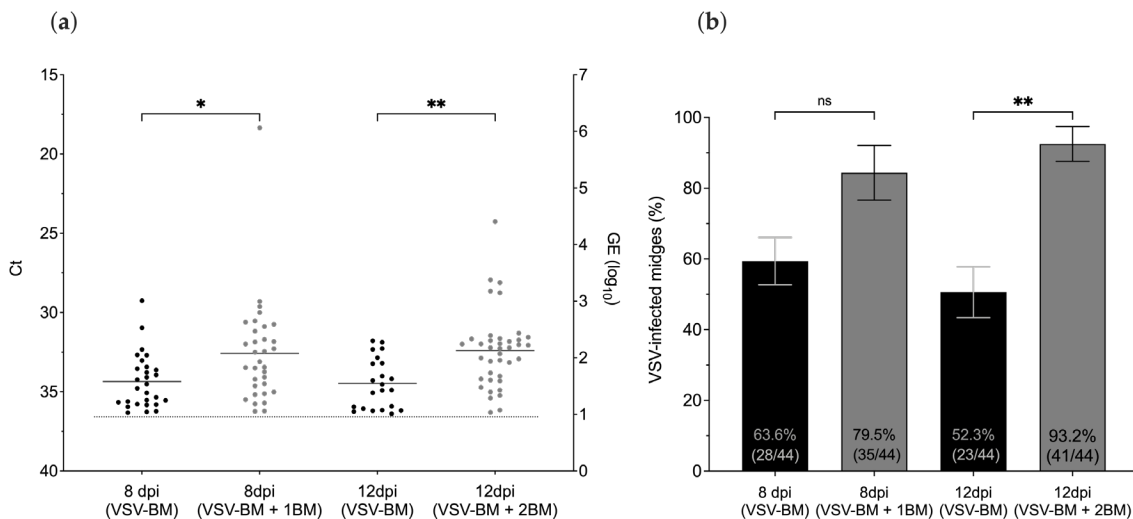 (a)
(b)
* **
ns **
Ct
15
20
25
30
35
40
GE (log10)
7
6
5
4
3
2
1
0
8 dpi 8dpi 12dpi 12dpi
(VSV-BM) (VSV-BM + 1BM) (VSV-BM) (VSV-BM + 2BM)
VSV-infected midges (%)
100
80
60
40
20
0
63.6% 79.5% 52.3% 93.2%
(28/44) (35/44) (23/44) (41/44)
8 dpi 8dpi 12dpi 12dpi
(VSV-BM) (VSV-BM + 1BM) (VSV-BM) (VSV-BM + 2BM)